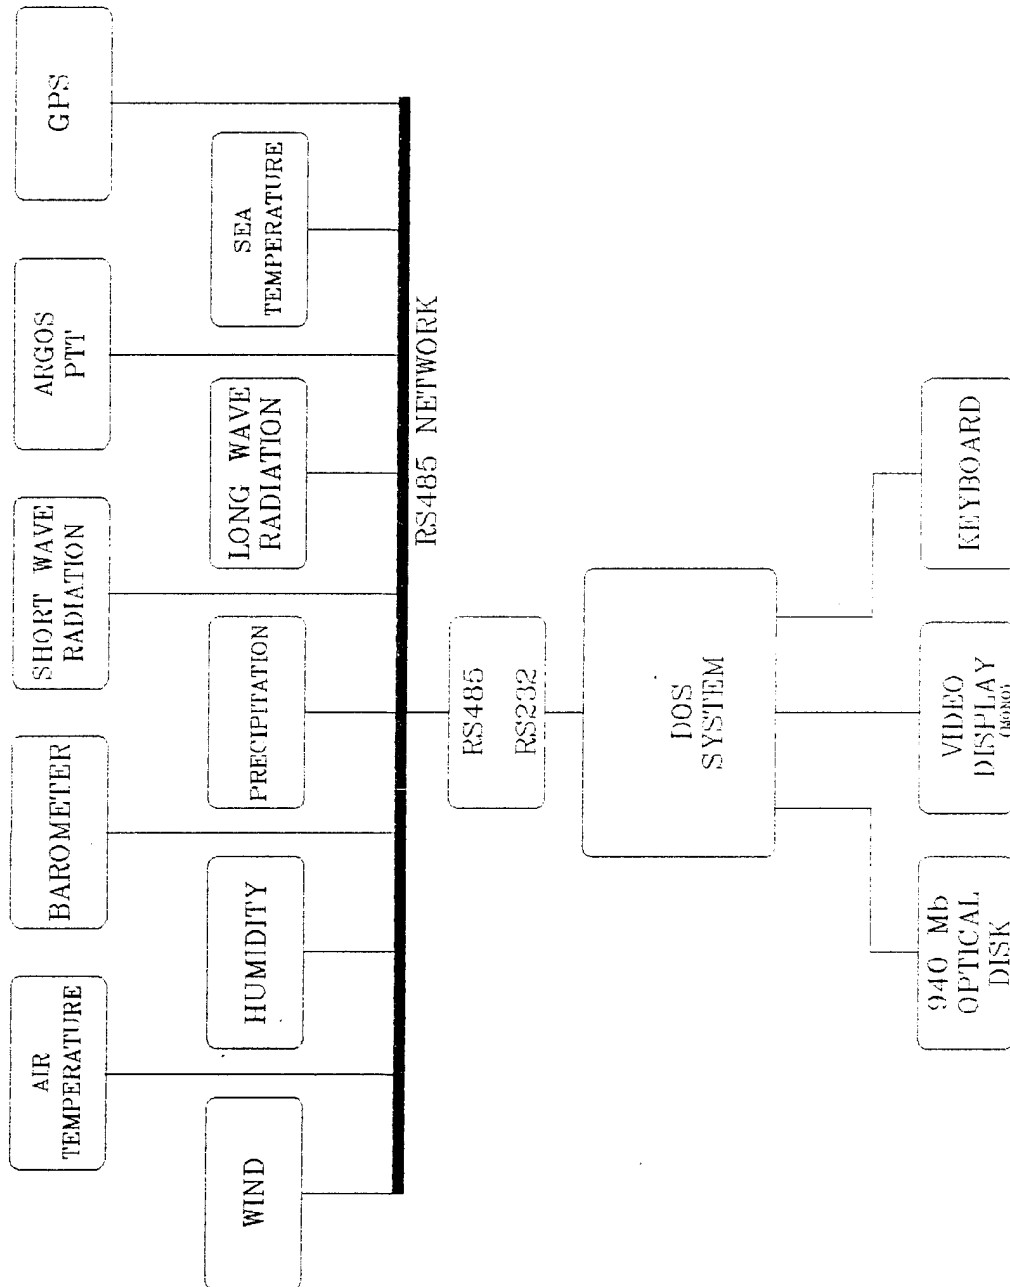 AIR
TEMPERATURE
BAROMETER
SHORT WAVE
RADIATION
ARGOS
PTT
GPS
WIND
HUMIDITY
PRECIPITATION
LONG WAVE
RADIATION
SEA
TEMPERATURE
RS485 NETWORK
RS485
RS232
DOS
SYSTEM
940 Mb
OPTICAL
DISK
VIDEO
DISPLAY
(MONO)
KEYBOARD